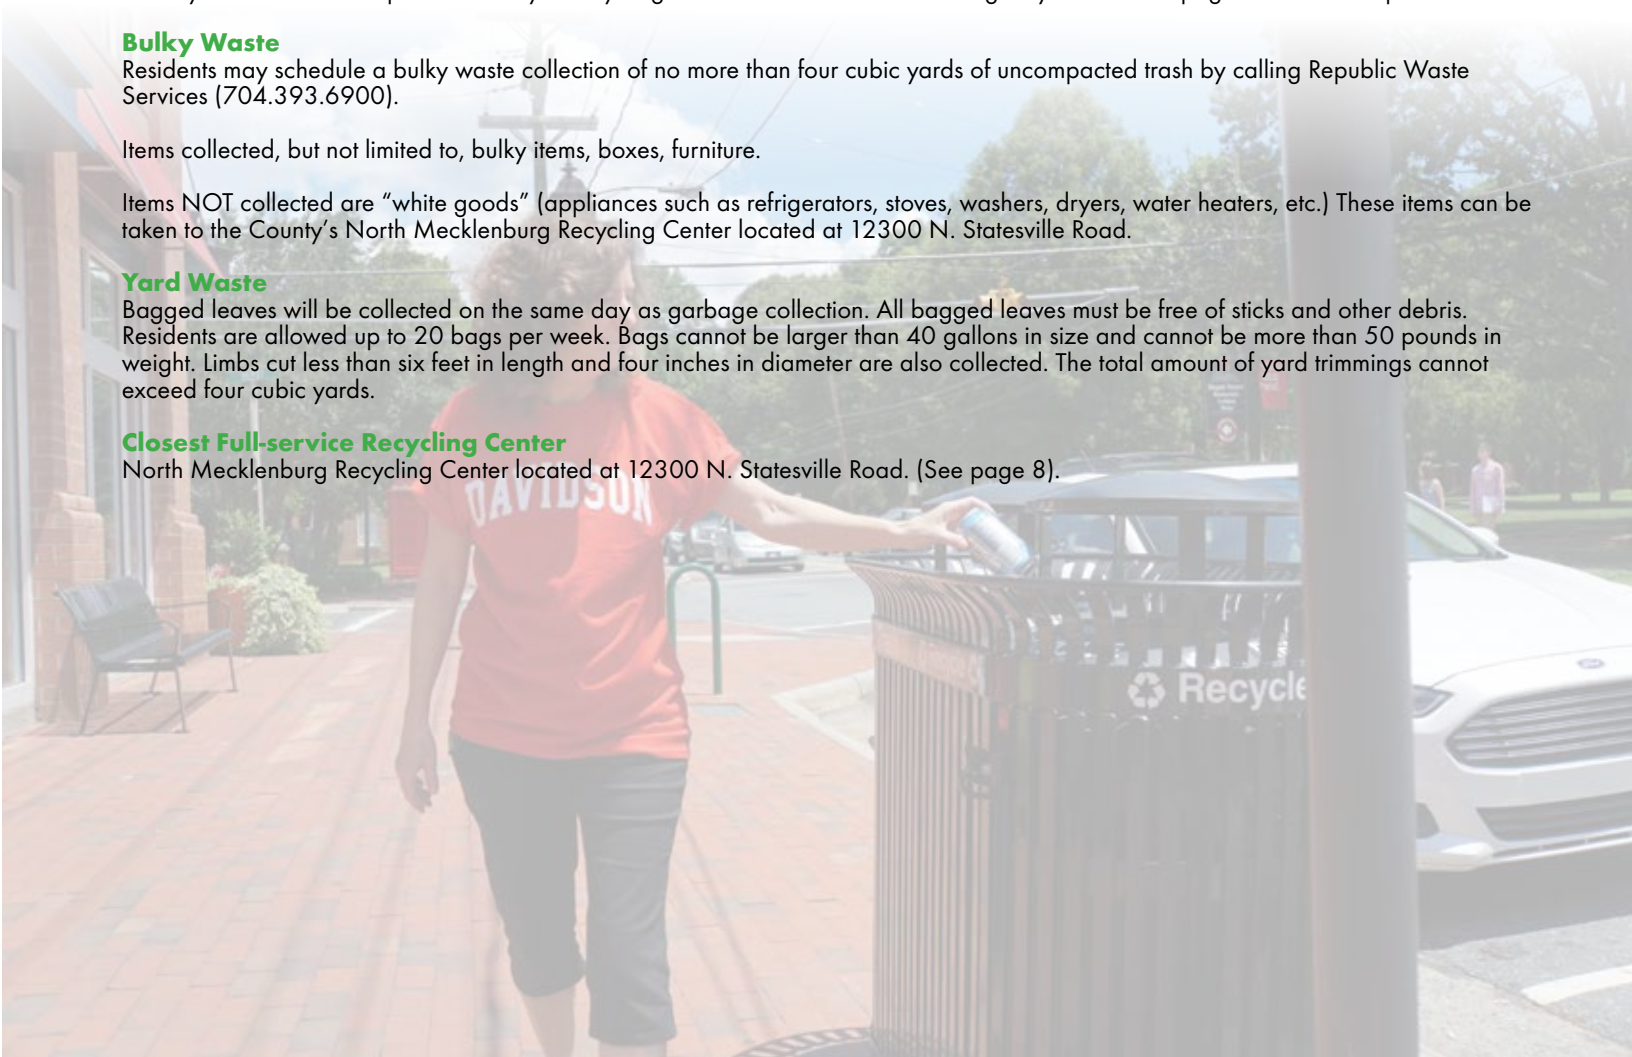 Bulky Waste
Residents may schedule a bulky waste collection of no more than four cubic yards of uncompacted trash by calling Republic Waste
Services (704.393.6900).
Items collected, but not limited to, bulky items, boxes, furniture.
Items NOT collected are “white goods” (appliances such as refrigerators, stoves, washers, dryers, water heaters, etc.) These items can be
taken to the County’s North Mecklenburg Recycling Center located at 12300 N. Statesville Road.
Yard Waste
Bagged leaves will be collected on the same day as garbage collection. All bagged leaves must be free of sticks and other debris.
Residents are allowed up to 20 bags per week. Bags cannot be larger than 40 gallons in size and cannot be more than 50 pounds in
weight. Limbs cut less than six feet in length and four inches in diameter are also collected. The total amount of yard trimmings cannot
exceed four cubic yards.
Closest Full-service Recycling Center
North Mecklenburg Recycling Center located at 12300 N. Statesville Road. (See page 8).
DAVIDSON
Recycle